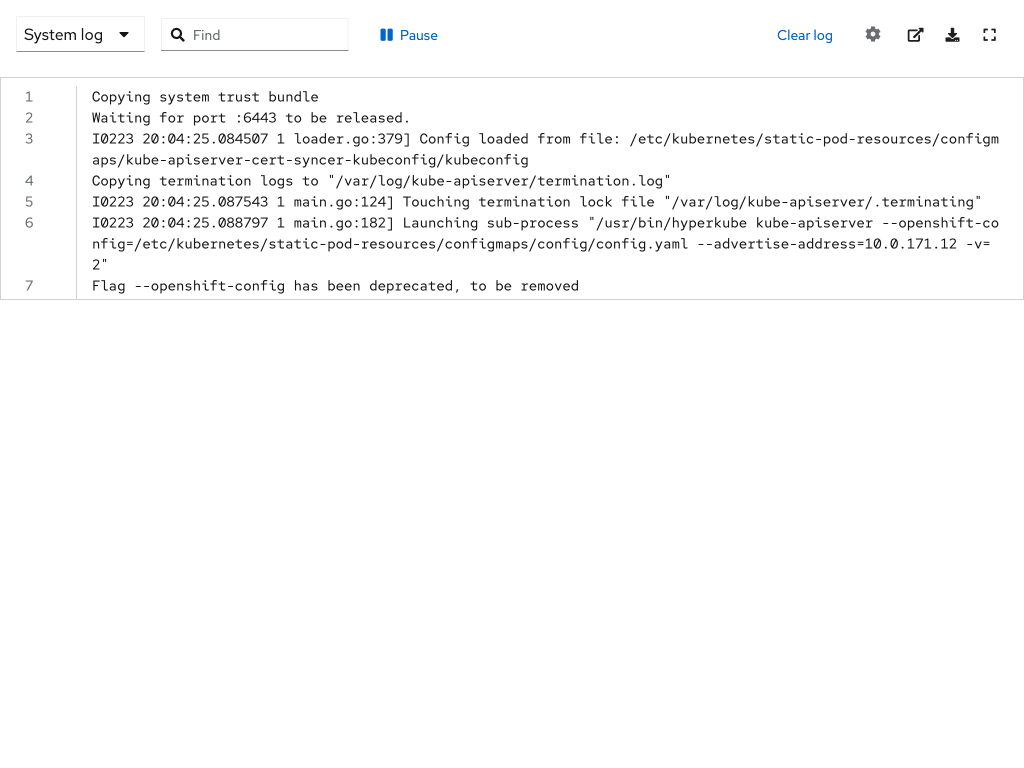 System log
Find
Pause
Clear log
1 Copying system trust bundle
2 Waiting for port :6443 to be released.
3 I0223 20:04:25.084507 1 loader.go:379] Config loaded from file: /etc/kubernetes/static-pod-resources/configm
aps/kube-apiserver-cert-syncer-kubeconfig/kubeconfig
4 Copying termination logs to "/var/log/kube-apiserver/termination.log"
5 I0223 20:04:25.087543 1 main.go:124] Touching termination lock file "/var/log/kube-apiserver/.terminating"
6 I0223 20:04:25.088797 1 main.go:182] Launching sub-process "/usr/bin/hyperkube kube-apiserver --openshift-co
nfig=/etc/kubernetes/static-pod-resources/configmaps/config/config.yaml --advertise-address=10.0.171.12 -v=
2"
7 Flag --openshift-config has been deprecated, to be removed